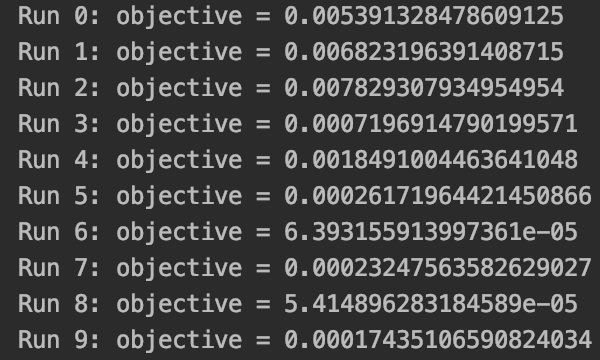 Run 0: objective = 0.005391328478609125
Run 1: objective = 0.006823196391408715
Run 2: objective = 0.007829307934954954
Run 3: objective = 0.0007196914790199571
Run 4: objective = 0.0018491004463641048
Run 5: objective = 0.00026171964421450866
Run 6: objective = 6.393155913997361e-05
Run 7: objective = 0.00023247563582629027
Run 8: objective = 5.414896283184589e-05
Run 9: objective = 0.00017435106590824034